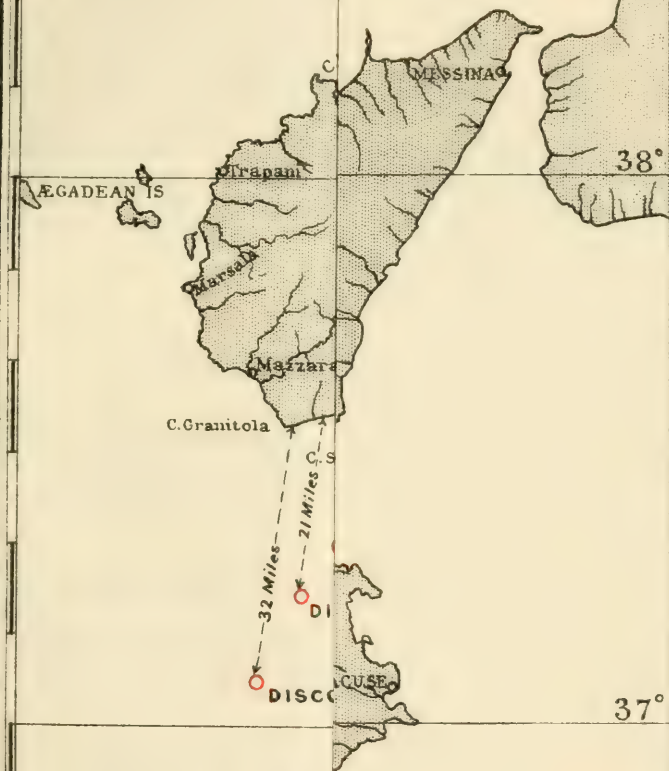 C
MESSINA
38°
Trapani
ÆGADEAN IS
Marsala
Mazzara
C. Granitola
C. S
21 Miles
32 Miles
DI
CUSE
DISCO
37°